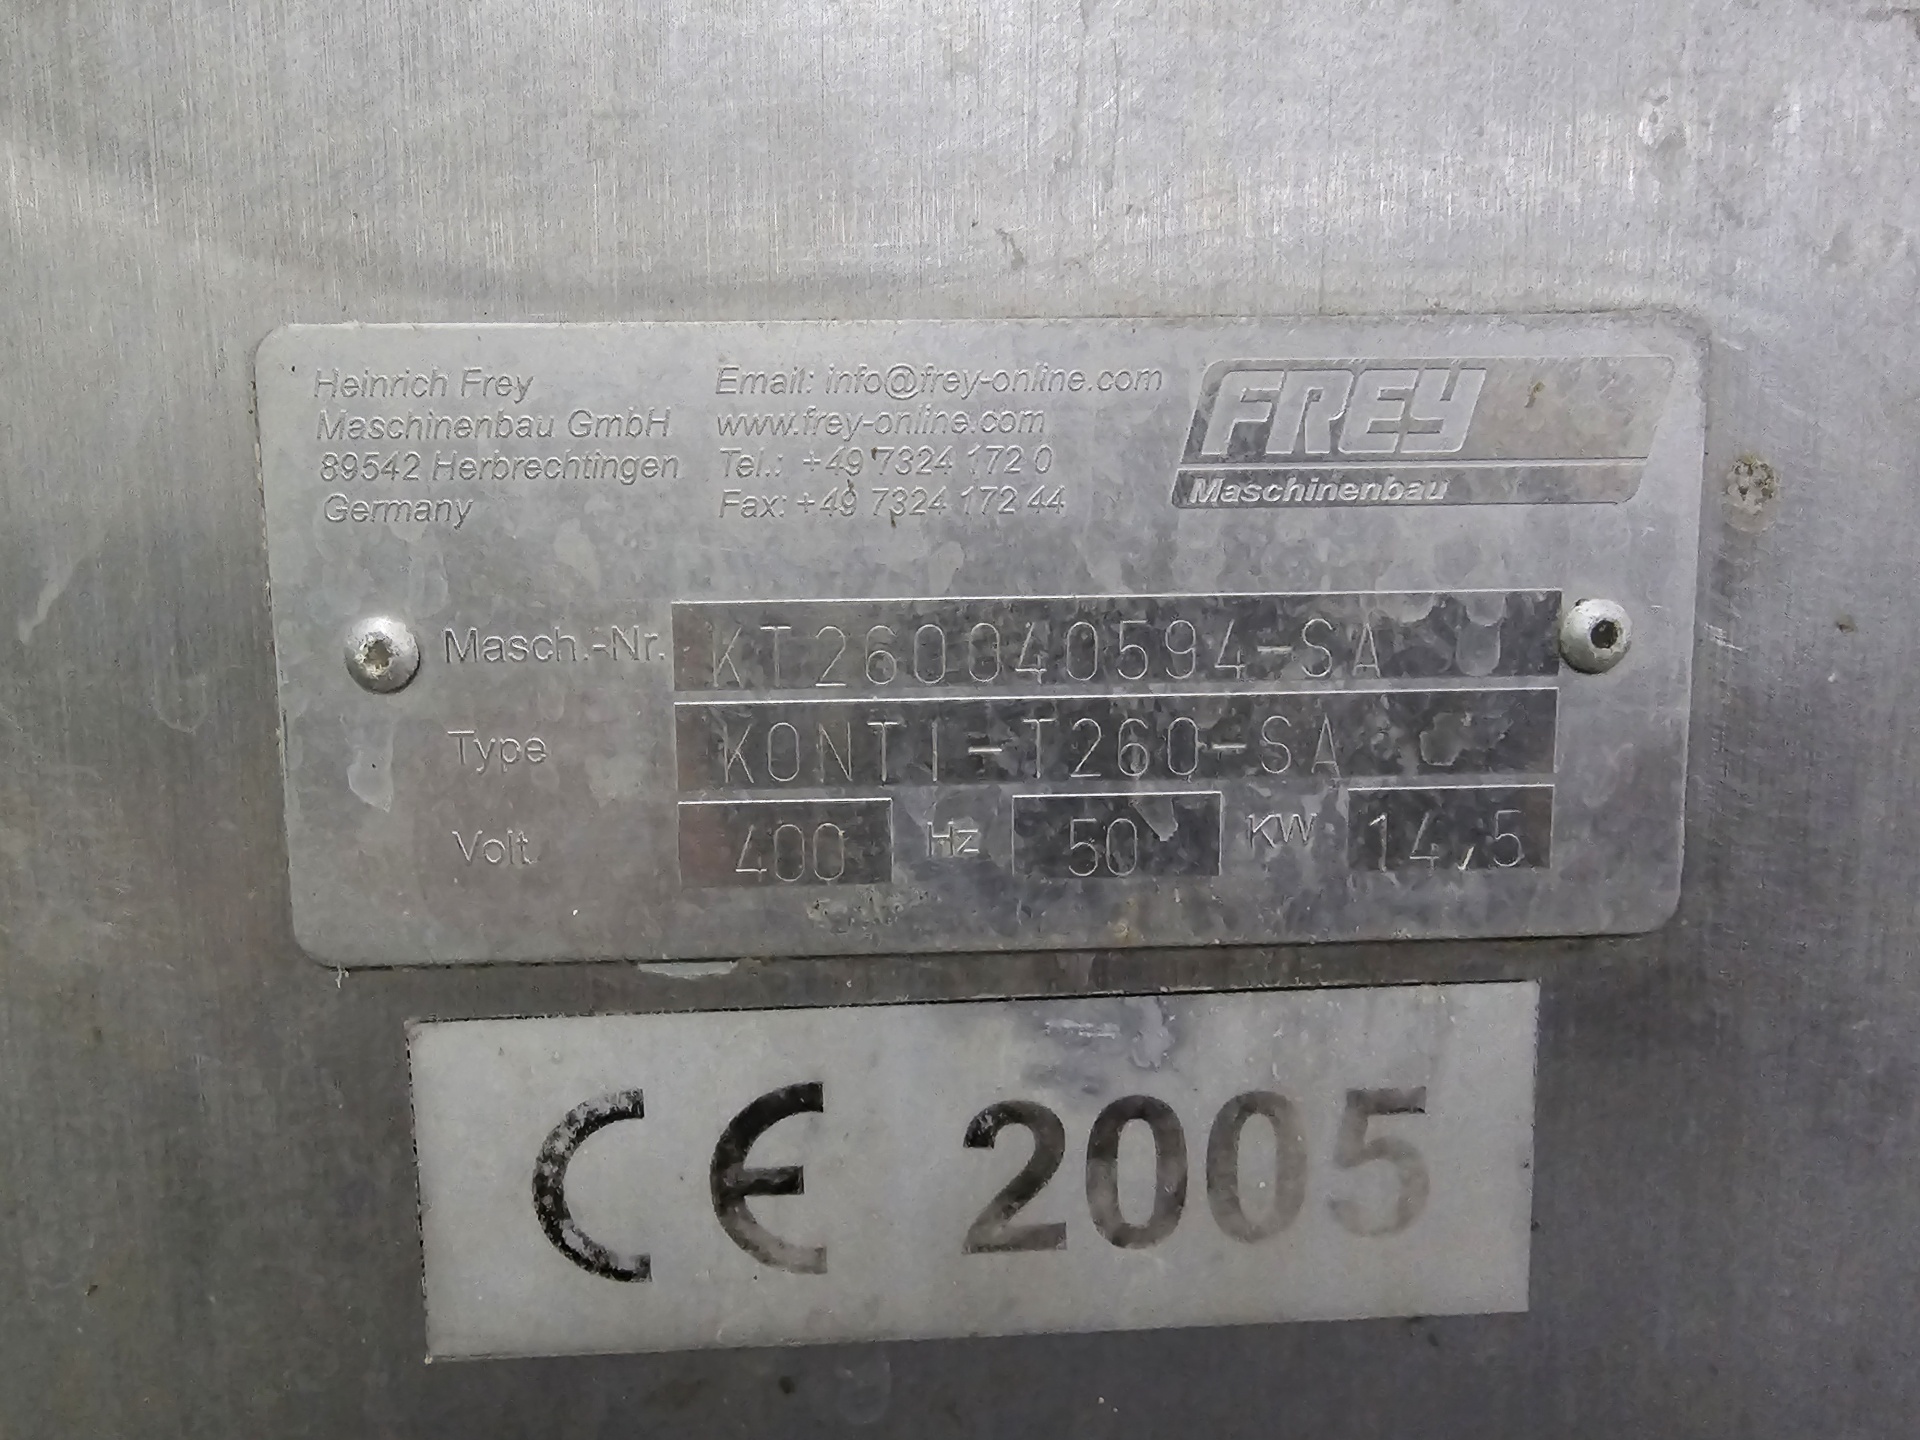 Heinrich Frey
Maschinenbau GmbH
89542 Herbrechtingen
Germany
Email: info@frey-online.com
www.frey-online.com
Tel.: +49 7324 172 0
Fax: +49 7324 172 44
FREY
Maschinenbau
Masch.-Nr. KT260040594-SA
Type KONTI-T260-SA
Volt 400 Hz 50 KW 14,5
CE 2005